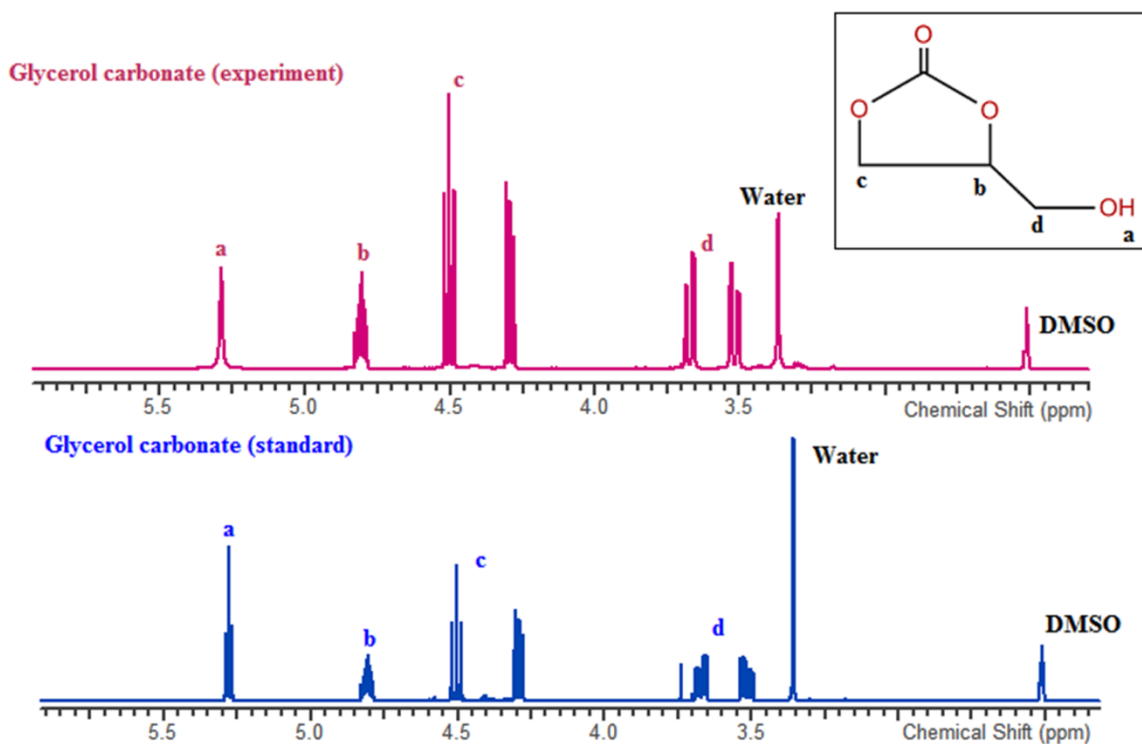 Glycerol carbonate (experiment)
c
a
b
d
Water
DMSO
O
O
O
c
b
d
OH
a
5.5
5.0
4.5
4.0
3.5
Chemical Shift (ppm)
Glycerol carbonate (standard)
a
b
c
d
Water
DMSO
5.5
5.0
4.5
4.0
3.5
Chemical Shift (ppm)